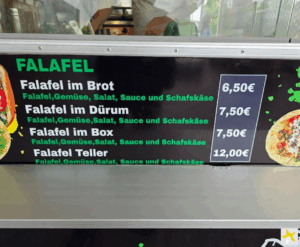 FALAFEL
Falafel im Brot 6,50€
Falafel,Gemüse, Salat, Sauce und Schafskäse
Falafel im Dürum 7,50€
Falafel,Gemüse,Salat, Sauce und Schafskäse
Falafel im Box 7,50€
Falafel,Gemüse,Salat, Sauce und Schafskäse
Falafel Teller 12,00€
Falafel,Gemüse,Salat, Sauce und Schafskäse